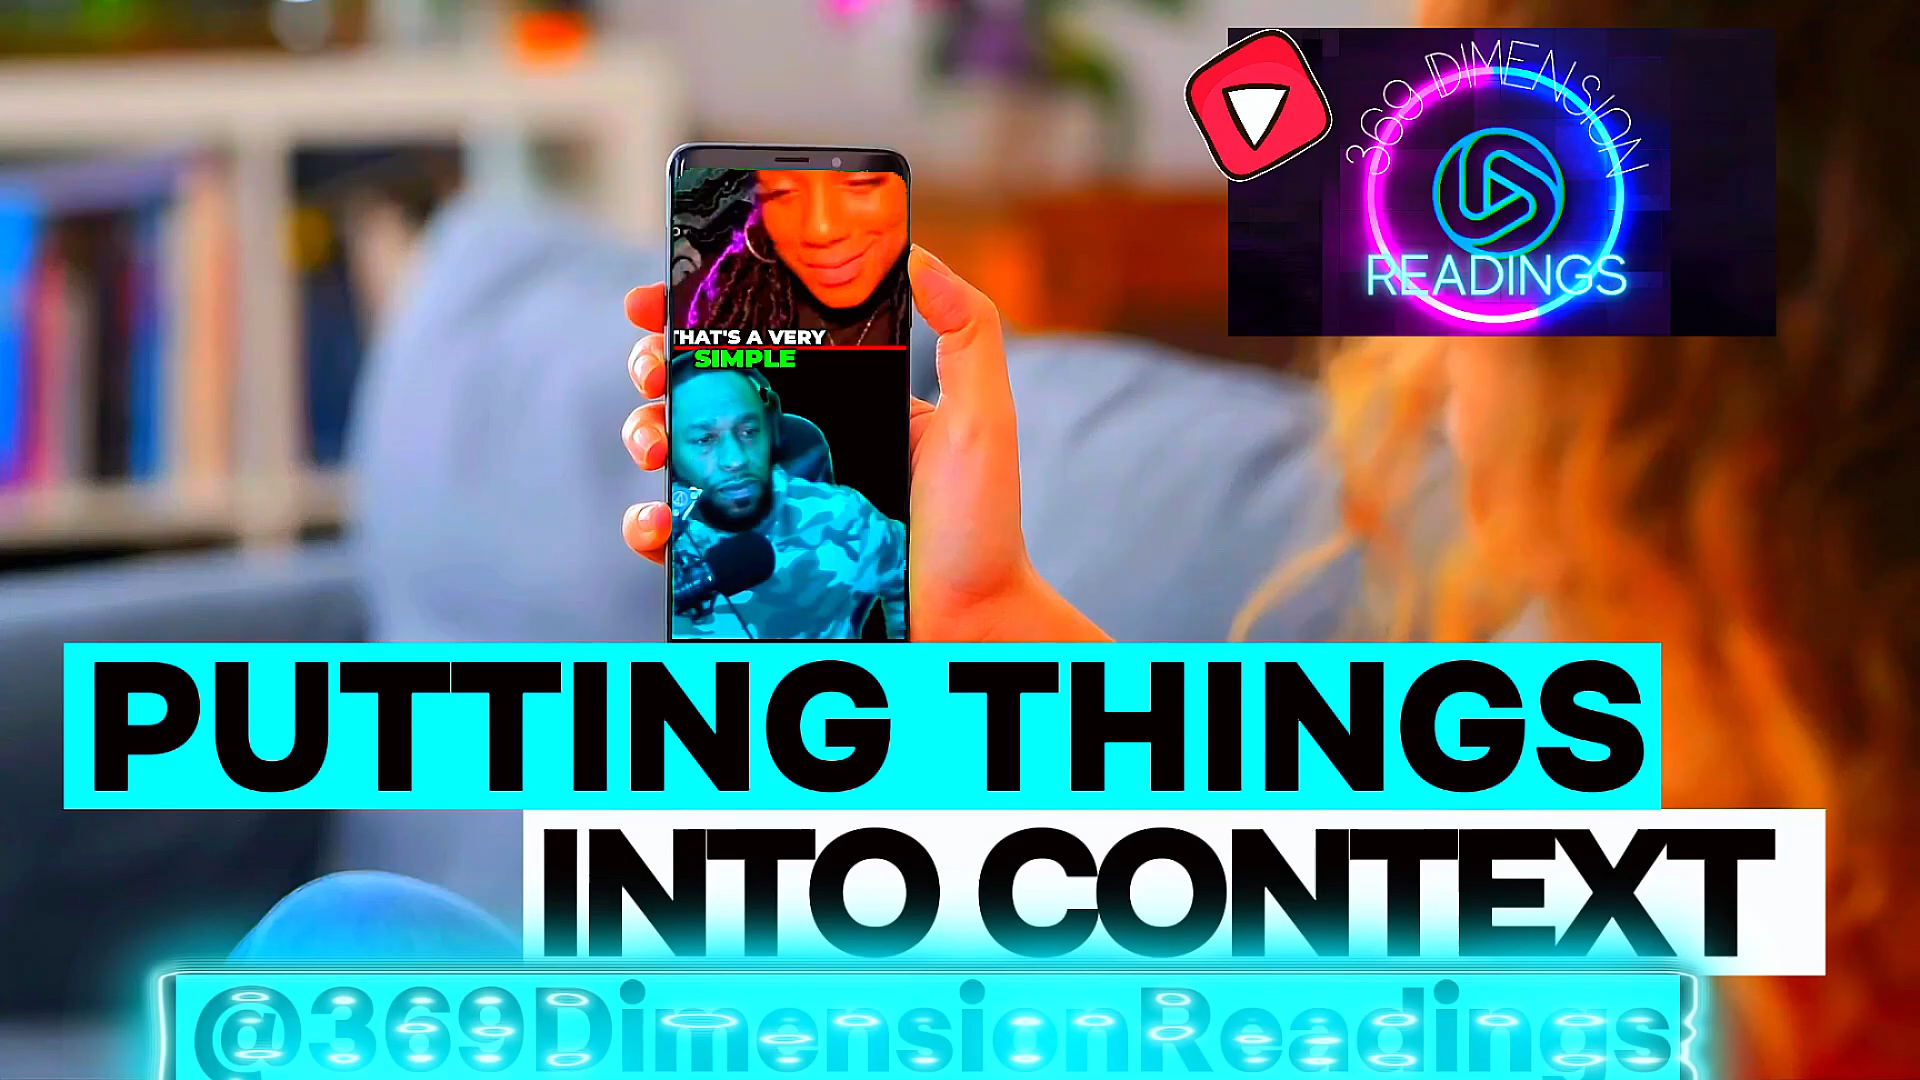 369 DIMENSION
READINGS
THAT'S A VERY
SIMPLE
PUTTING THINGS
INTO CONTEXT
@369DimensionReadings